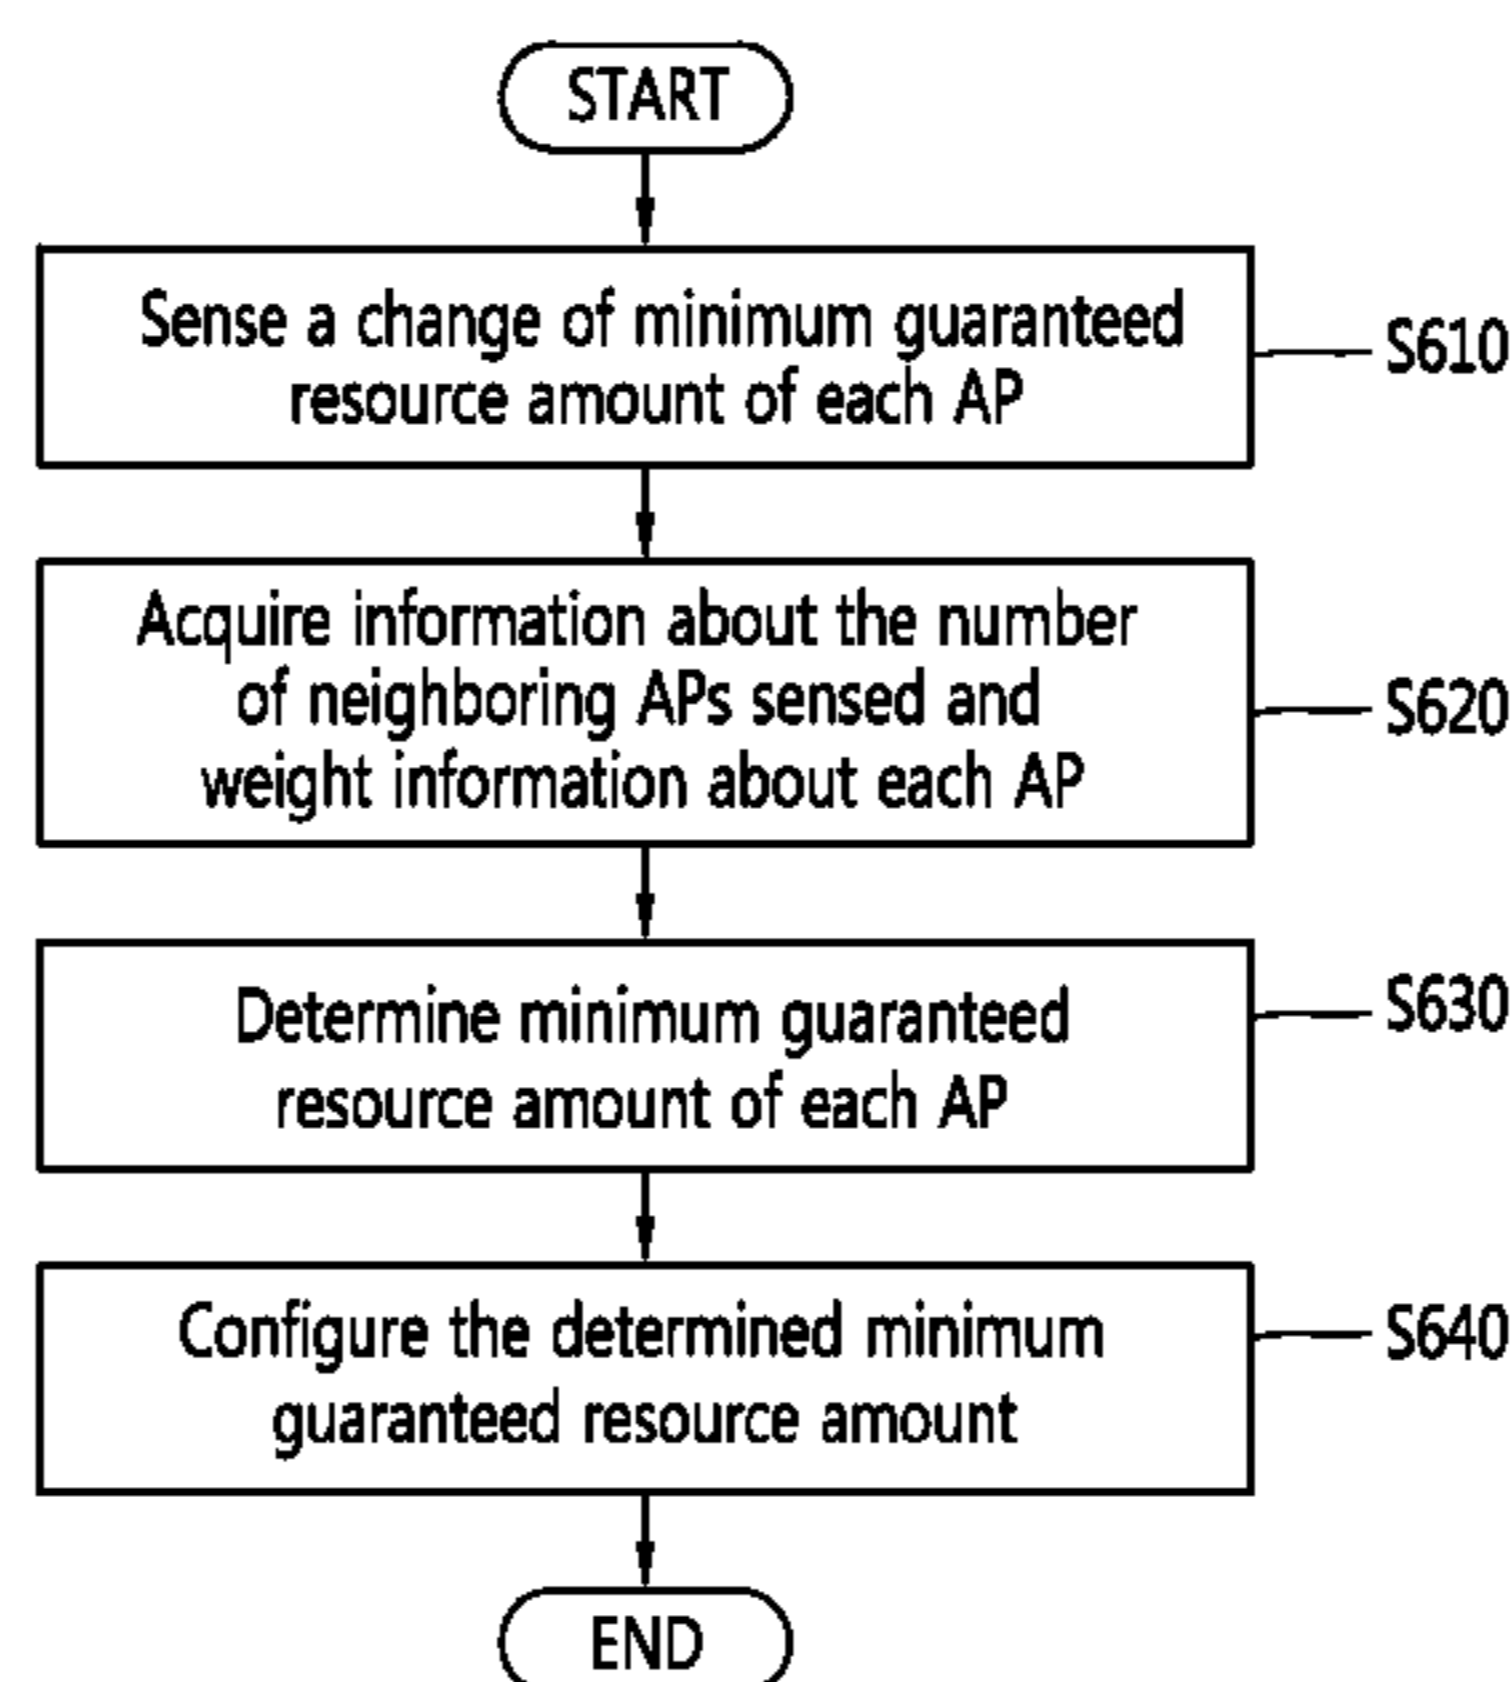 START
Sense a change of minimum guaranteed
resource amount of each AP
S610
Acquire information about the number
of neighboring APs sensed and
weight information about each AP
S620
Determine minimum guaranteed
resource amount of each AP
S630
Configure the determined minimum
guaranteed resource amount
S640
END